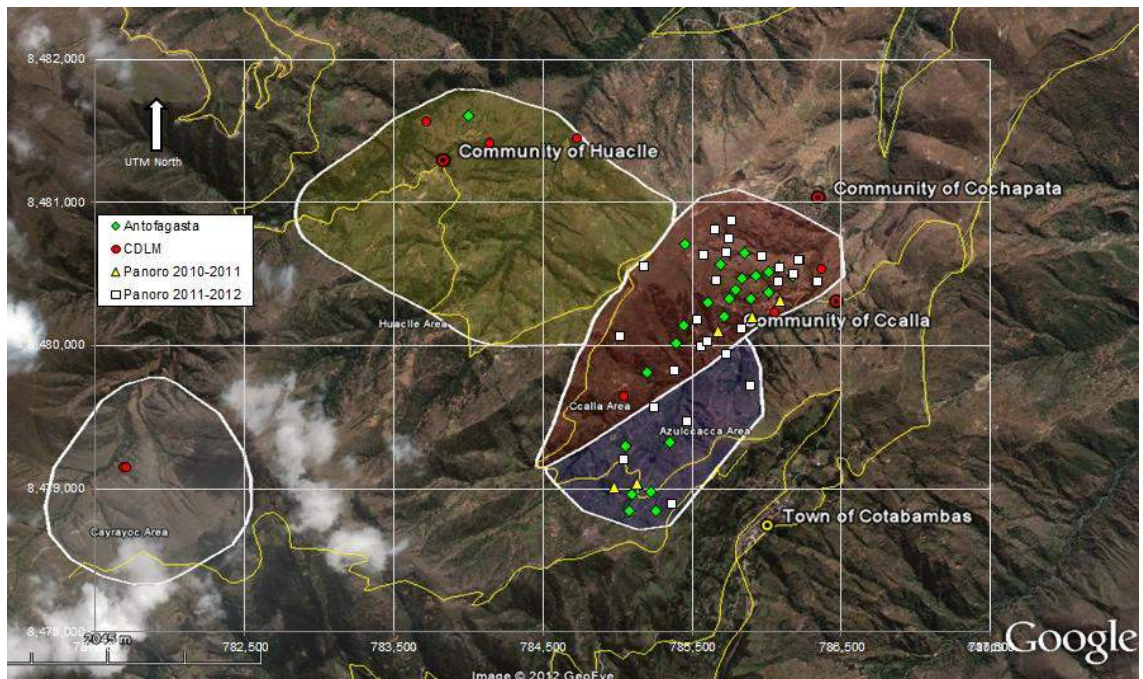 8,482,000
UTM North
Community of Huaclle
Community of Cochapata
8,481,000
Antofagasta
CDLM
Panoro 2010-2011
Panoro 2011-2012
Huaclle Area
Community of Ccalla
8,480,000
Ccalla Area
Azulccacca Area
8,479,000
Cayrayoc Area
Town of Cotabambas
8,478,000
2045 m
782,500
783,500
784,500
785,500
786,500
Google
Image © 2012 GeoEye